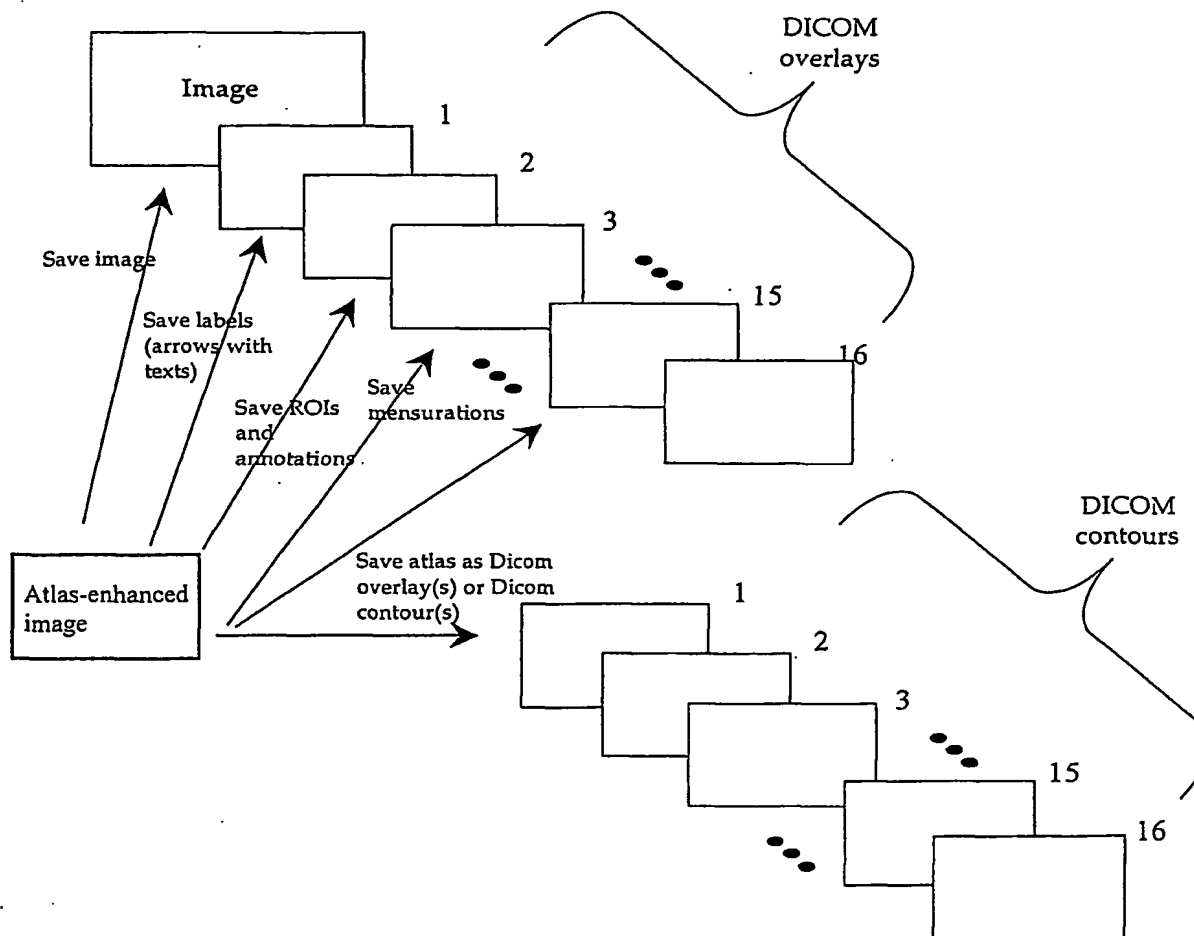 DICOM
overlays
Image
1
2
3
15
16
Save image
Save labels
(arrows with
texts)
Save ROIs
and
annotations
Save
mensurations
Save atlas as Dicom
overlay(s) or Dicom
contour(s)
Atlas-enhanced
image
DICOM
contours
1
2
3
15
16